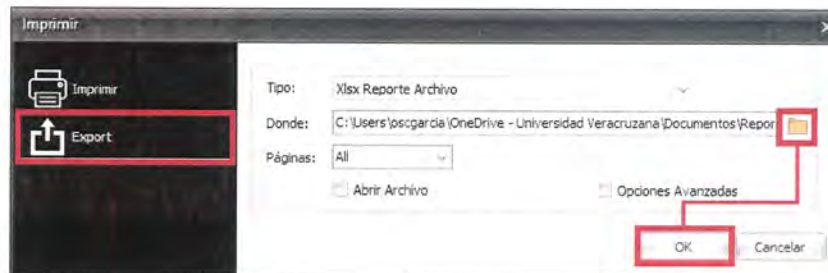 Imprimir
Imprimir
Export
Tipo: Xlsx Reporte Archivo
Donde: C:\Users\oscgarcia\OneDrive - Universidad Veracruzana\Documentos\Repor
Páginas: All
Abrir Archivo Opciones Avanzadas
OK Cancelar